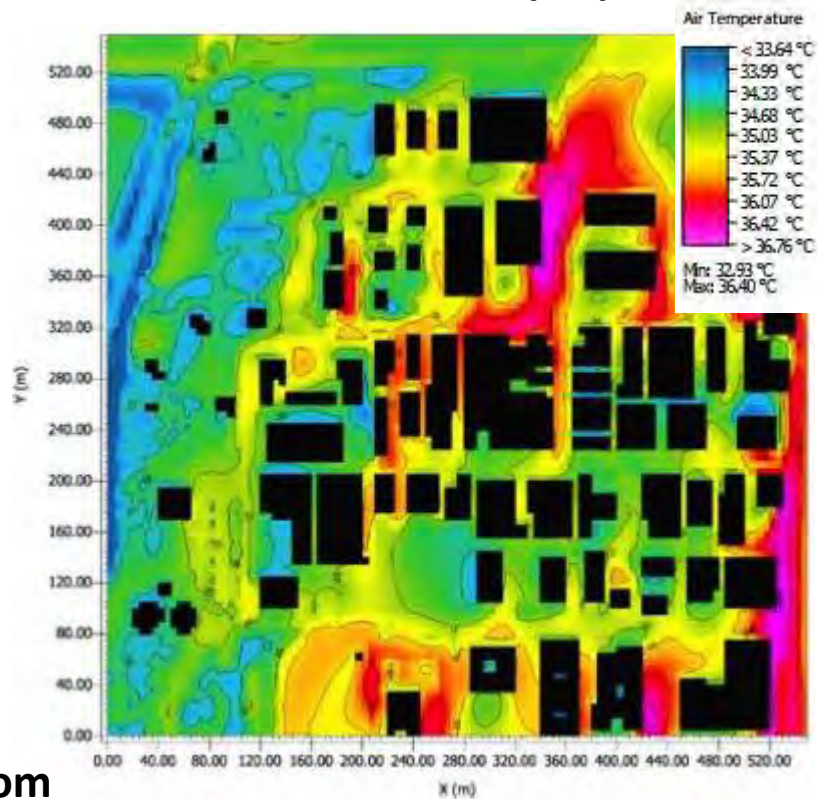 Air Temperature
< 33.64 °C
33.99 °C
34.33 °C
34.68 °C
35.03 °C
35.37 °C
35.72 °C
36.07 °C
36.42 °C
> 36.76 °C
Min: 32.93 °C
Max: 36.40 °C
520.00
480.00
440.00
400.00
360.00
320.00
280.00
240.00
200.00
160.00
120.00
80.00
40.00
0.00
Y (m)
0.00 40.00 80.00 120.00 160.00 200.00 240.00 280.00 320.00 360.00 400.00 440.00 480.00 520.00
X (m)
om